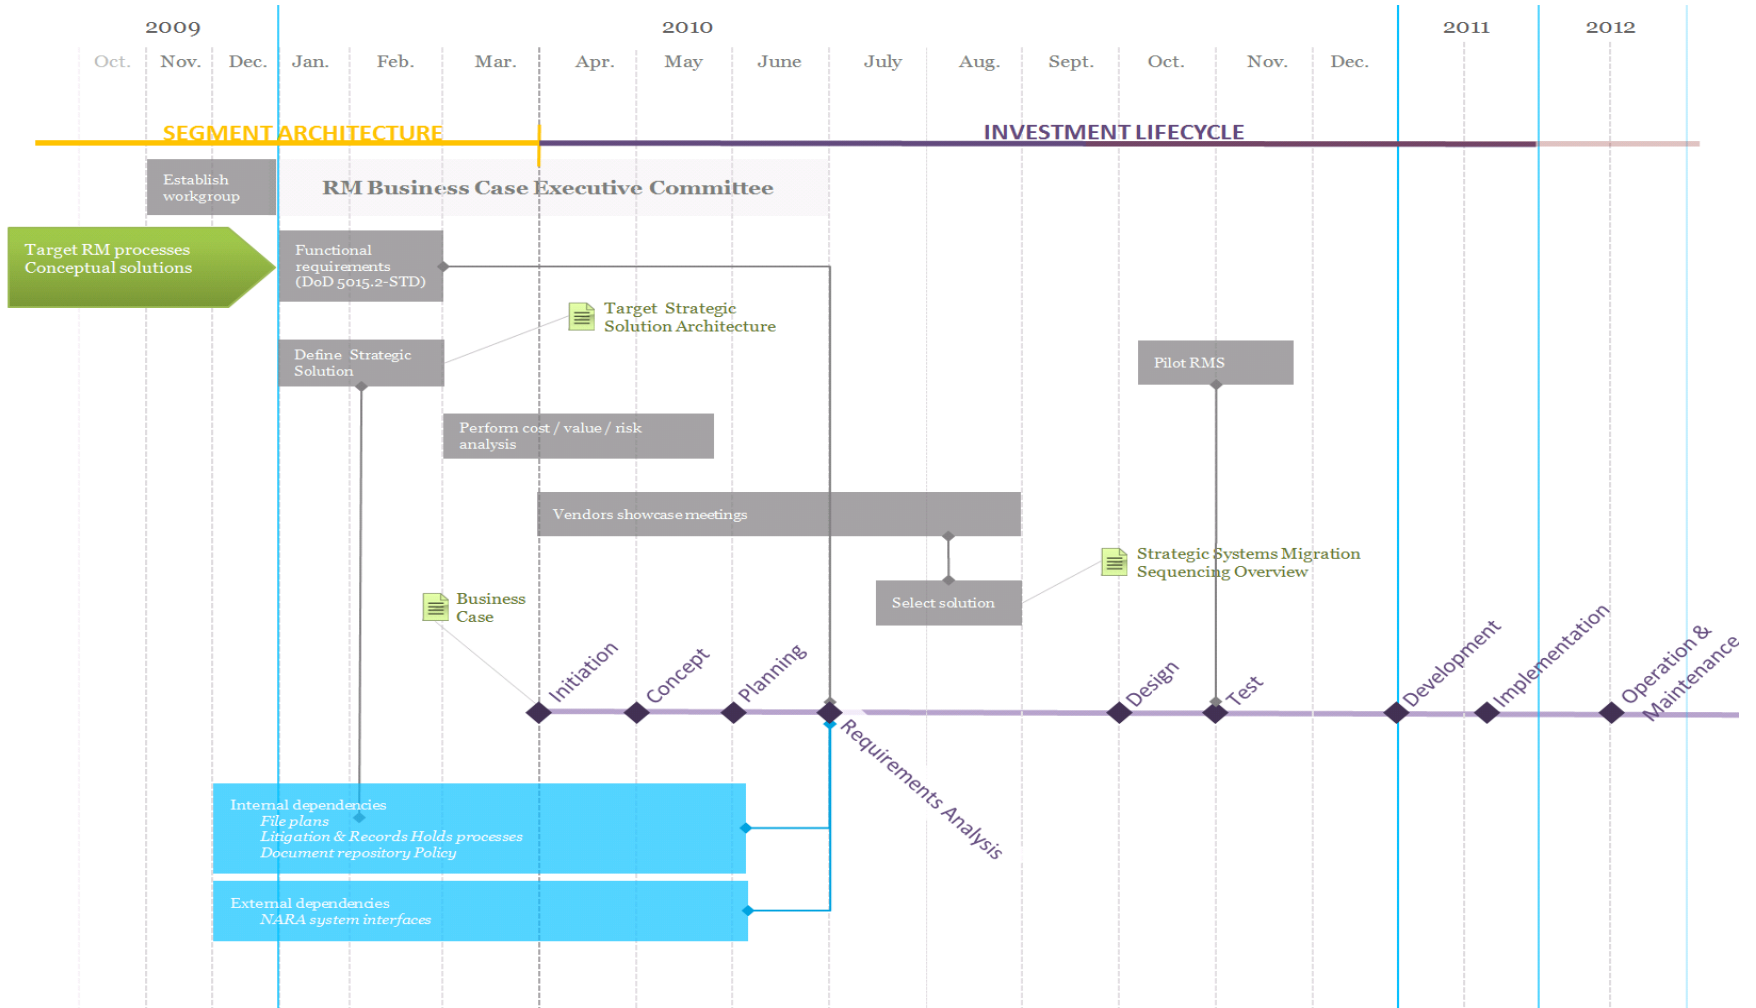 2009
2010
2011
2012
Oct.
Nov.
Dec.
Jan.
Feb.
Mar.
Apr.
May
June
July
Aug.
Sept.
Oct.
Nov.
Dec.
SEGMENT ARCHITECTURE
INVESTMENT LIFECYCLE
Establish
workgroup
RM Business Case Executive Committee
Target RM processes
Conceptual solutions
Functional
requirements
(DoD 5015.2-STD)
Target Strategic
Solution Architecture
Define Strategic
Solution
Pilot RMS
Perform cost / value / risk
analysis
Vendors showcase meetings
Strategic Systems Migration
Sequencing Overview
Select solution
Business
Case
Initiation
Concept
Planning
Requirements Analysis
Design
Test
Development
Implementation
Operation &
Maintenance
Internal dependencies
File plans
Litigation & Records Holds processes
Document repository Policy
External dependencies
NARA system interfaces